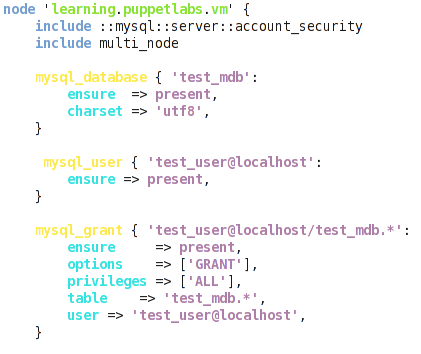 node 'learning.puppetlabs.vm' {
    include ::mysql::server::account_security
    include multi_node

    mysql_database { 'test_mdb':
        ensure  => present,
        charset => 'utf8',
    }

     mysql_user { 'test_user@localhost':
        ensure => present,
    }

    mysql_grant { 'test_user@localhost/test_mdb.*':
        ensure     => present,
        options    => ['GRANT'],
        privileges => ['ALL'],
        table    => 'test_mdb.*',
        user => 'test_user@localhost',
    }